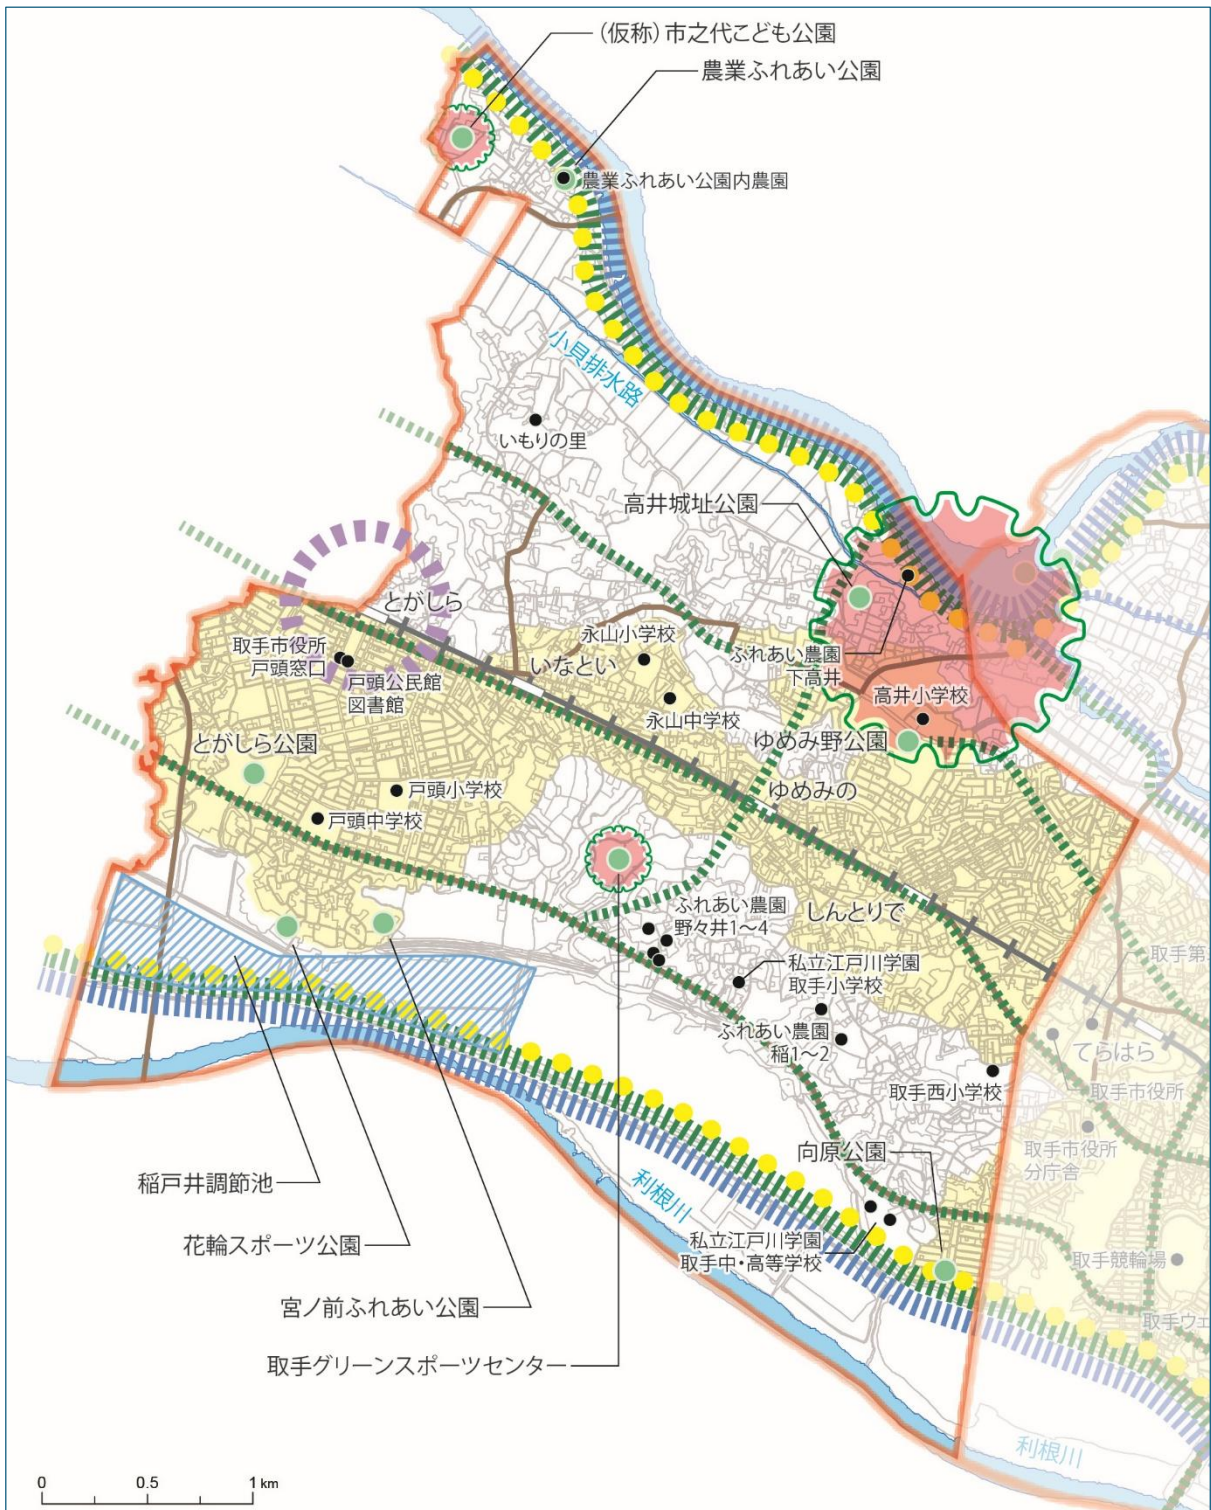 (仮称)市之代こども公園
農業ふれあい公園
農業ふれあい公園内農園
小貝排水路
いもりの里
高井城址公園
とがしら
取手市役所
戸頭窓口
戸頭公民館
図書館
永山小学校
いなとい
永山中学校
ふれあい農園
下高井
高井小学校
ゆめみ野公園
とがしら公園
ゆめみの
戸頭小学校
戸頭中学校
ふれあい農園
野々井1~4
しんとりで
私立江戸川学園
取手小学校
取手第
ふれあい農園
稲1~2
てらはら
取手西小学校
取手市役所
取手市役所
分庁舎
向原公園
稲戸井調節池
利根川
花輪スポーツ公園
私立江戸川学園
取手中・高等学校
取手競輪場
宮ノ前ふれあい公園
取手ウェ
取手グリーンスポーツセンター
利根川
0 0.5 1 km